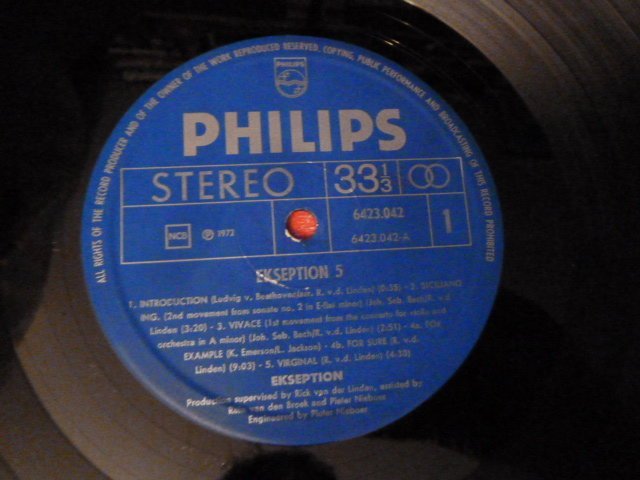 ALL RIGHTS OF THE RECORD PRODUCER AND OF THE OWNER OF THE WORK REPRODUCED RESERVED. COPYING, PUBLIC PERFORMANCE AND BROADCASTING OF THIS RECORD PROHIBITED
PHILIPS
PHILIPS
STEREO 33 1/3
NCB ℗ 1972 6423.042 1
6423.042-A
EKSEPTION 5
1. INTRODUCTION (Ludvig v. Beethoven/arr. R. v.d. Linden) (0:35) - 2. SICILIANO
ING. (2nd movement from sonate no. 2 in E-flat minor) (Joh. Seb. Bach/R. v.d.
Linden (3:20) - 3. VIVACE (1st movement from the concerto for violin and
orchestra in A minor) (Joh. Seb. Bach/R. v.d. Linden) (2:51) - 4a. FOR
EXAMPLE (K. Emerson/L. Jackson) - 4b. FOR SURE (R. v.d.
Linden) (9:03) - 5. VIRGINAL (R. v.d. Linden) (4:10)
EKSEPTION
Production supervised by Rick van der Linden, assisted by
Rein van den Broek and Pieter Nieboer
Engineered by Pieter Nieboer